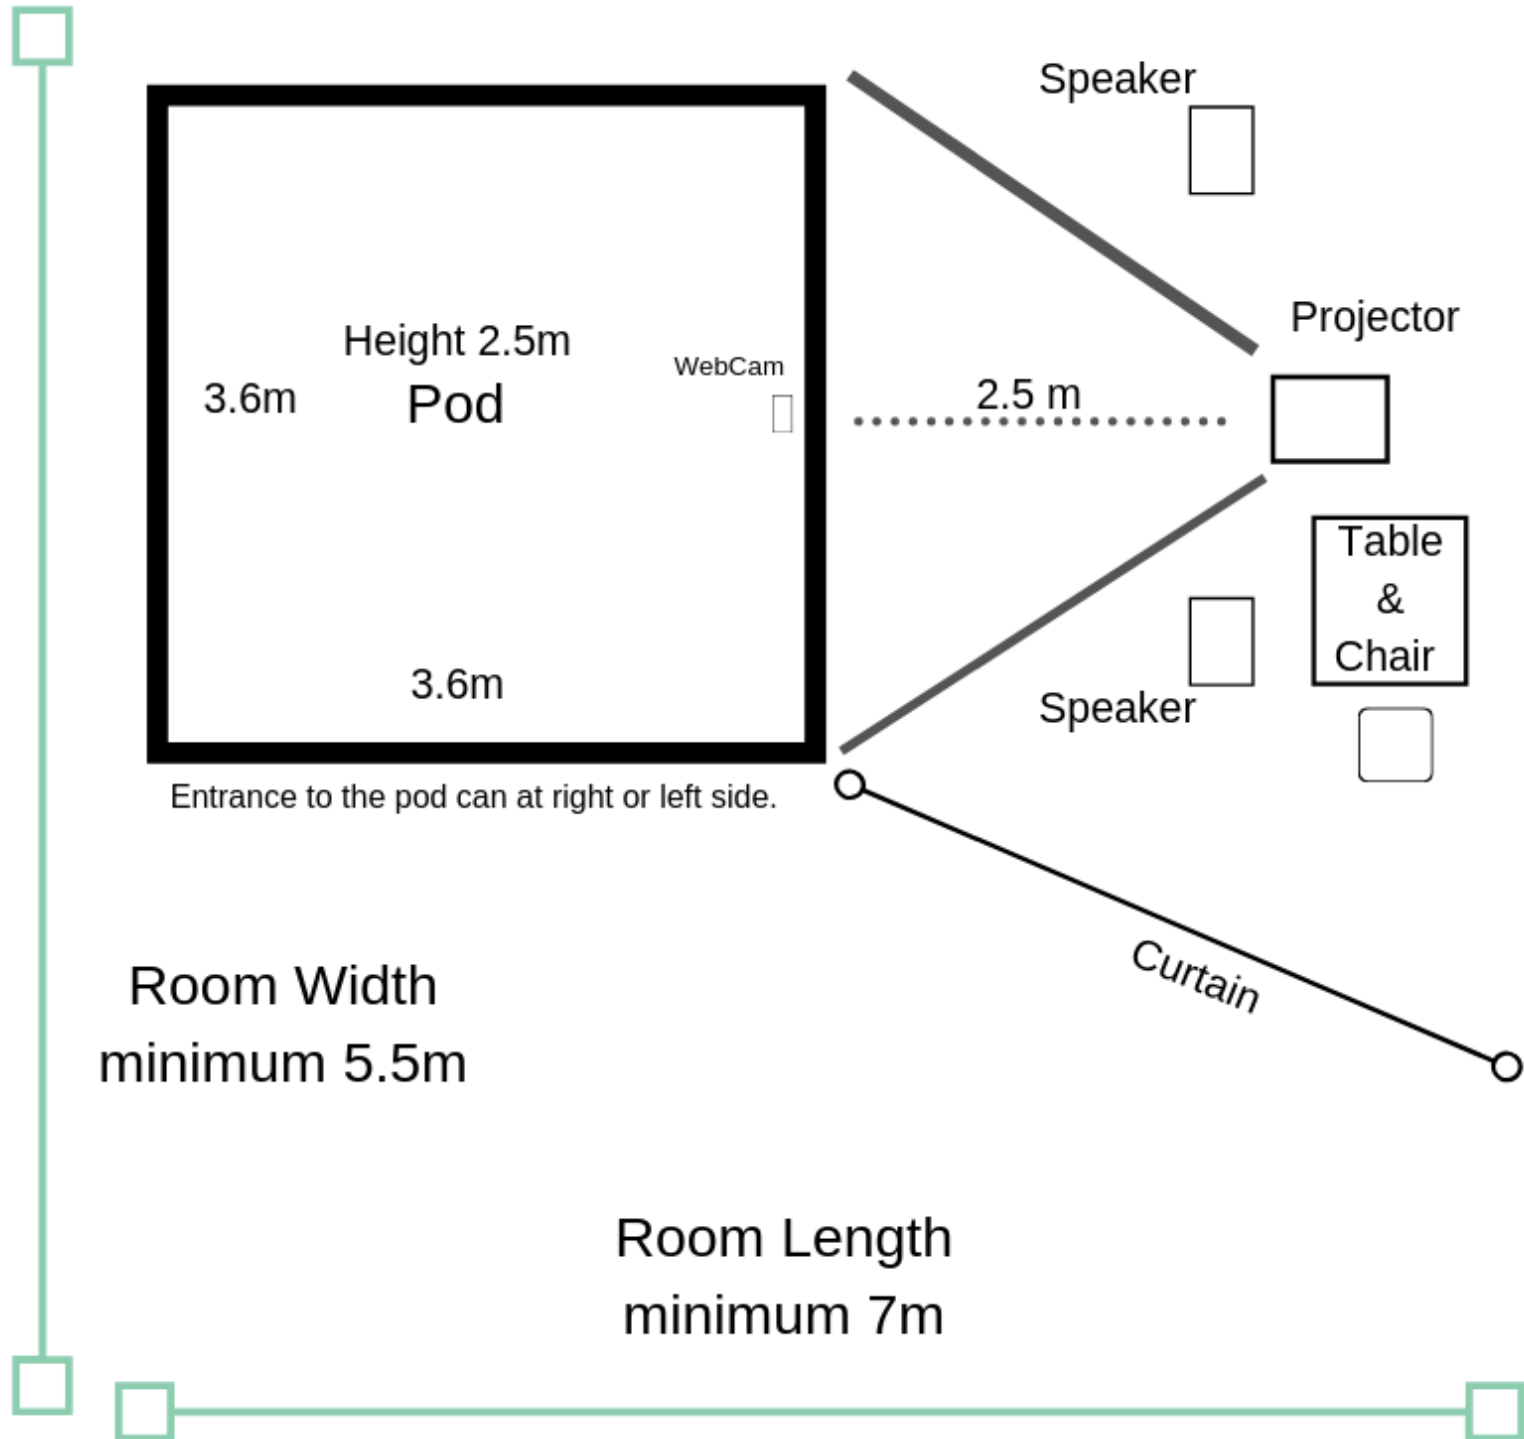 Speaker
Projector
Height 2.5m
WebCam
3.6m
Pod
2.5 m
Table
&
Chair
3.6m
Speaker
Entrance to the pod can at right or left side.
Curtain
Room Width
minimum 5.5m
Room Length
minimum 7m